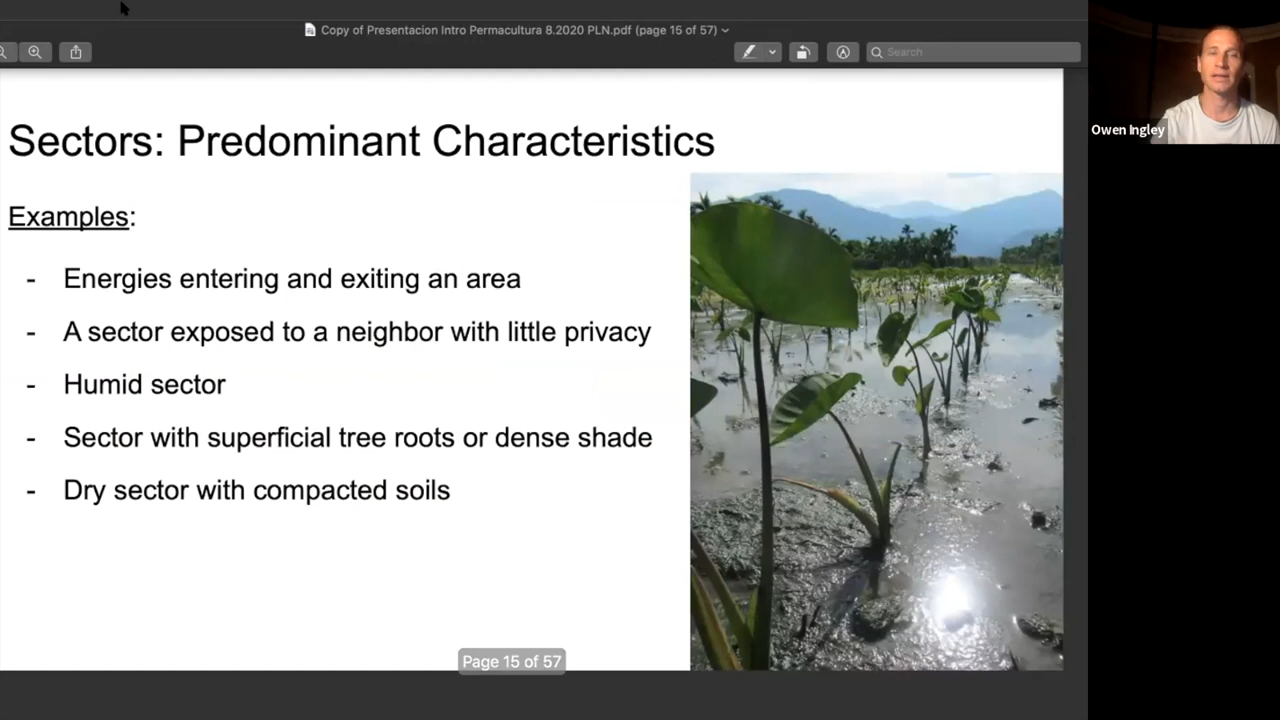 Copy of Presentacion Intro Permacultura 8.2020 PLN.pdf (page 15 of 57)
Search
Owen Ingley
Sectors: Predominant Characteristics
Examples:
- Energies entering and exiting an area
- A sector exposed to a neighbor with little privacy
- Humid sector
- Sector with superficial tree roots or dense shade
- Dry sector with compacted soils
Page 15 of 57